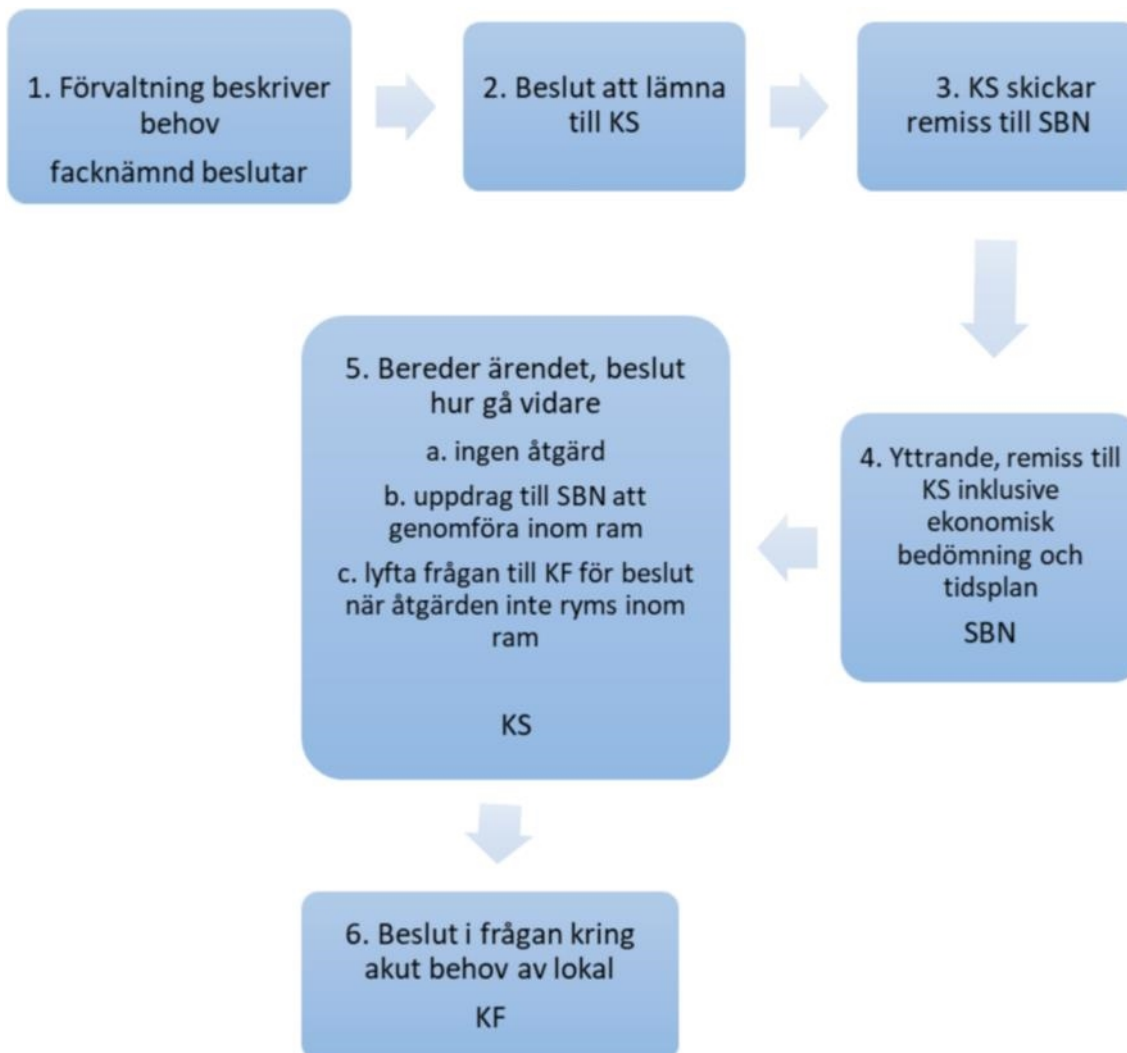 1. Förvaltning beskriver
behov
facknämnd beslutar
2. Beslut att lämna
till KS
3. KS skickar
remiss till SBN
4. Yttrande, remiss till
KS inklusive
ekonomisk
bedömning och
tidsplan
SBN
5. Bereder ärendet, beslut
hur gå vidare
a. ingen åtgärd
b. uppdrag till SBN att
genomföra inom ram
c. lyfta frågan till KF för beslut
när åtgärden inte ryms inom
ram
KS
6. Beslut i frågan kring
akut behov av lokal
KF